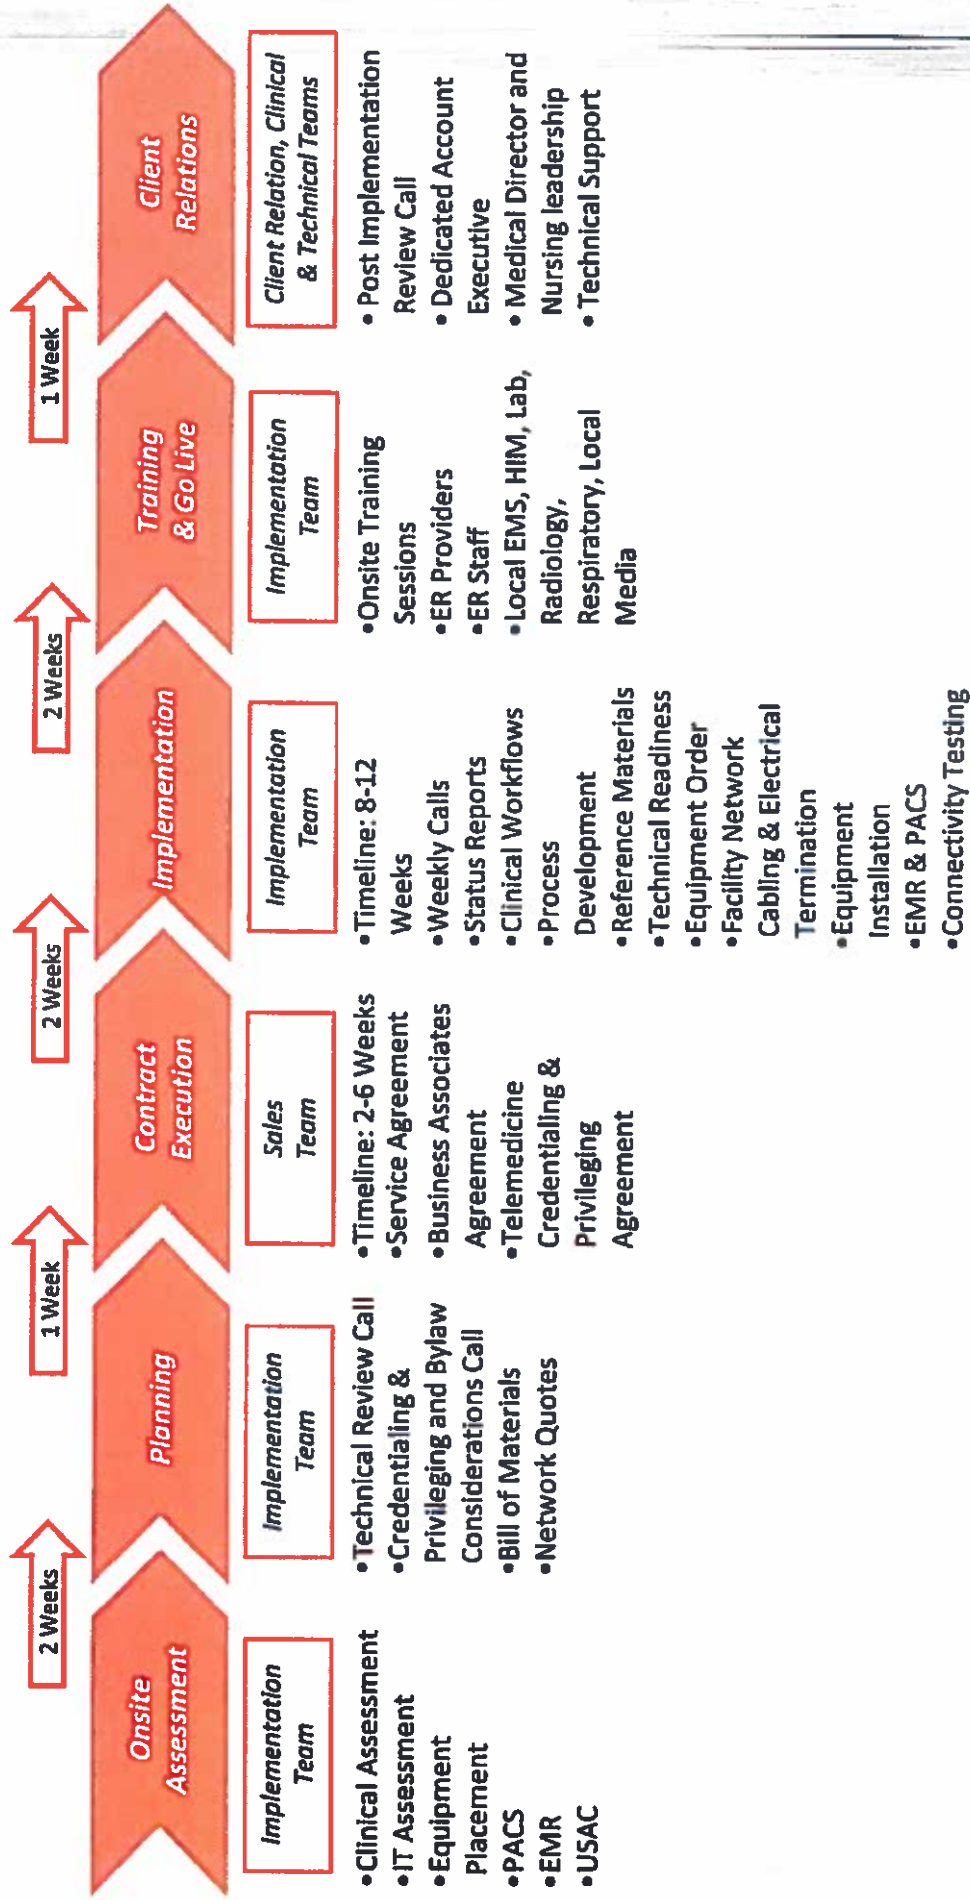 2 Weeks
1 Week
2 Weeks
2 Weeks
1 Week
Onsite
Assessment
Planning
Contract
Execution
Implementation
Training
& Go Live
Client
Relations
Implementation
Team
•Clinical Assessment
•IT Assessment
•Equipment
Placement
•PACS
•EMR
•USAC
Implementation
Team
•Technical Review Call
•Credentialing &
Privileging and Bylaw
Considerations Call
•Bill of Materials
•Network Quotes
Sales
Team
•Timeline: 2-6 Weeks
•Service Agreement
•Business Associates
Agreement
•Telemedicine
Credentialing &
Privileging
Agreement
Implementation
Team
•Timeline: 8-12
Weeks
•Weekly Calls
•Status Reports
•Clinical Workflows
•Process
Development
•Reference Materials
•Technical Readiness
•Equipment Order
•Facility Network
Cabling & Electrical
Termination
•Equipment
Installation
•EMR & PACS
•Connectivity Testing
Implementation
Team
•Onsite Training
Sessions
•ER Providers
•ER Staff
•Local EMS, HIM, Lab,
Radiology,
Respiratory, Local
Media
Client Relation, Clinical
& Technical Teams
• Post Implementation
Review Call
• Dedicated Account
Executive
• Medical Director and
Nursing leadership
• Technical Support